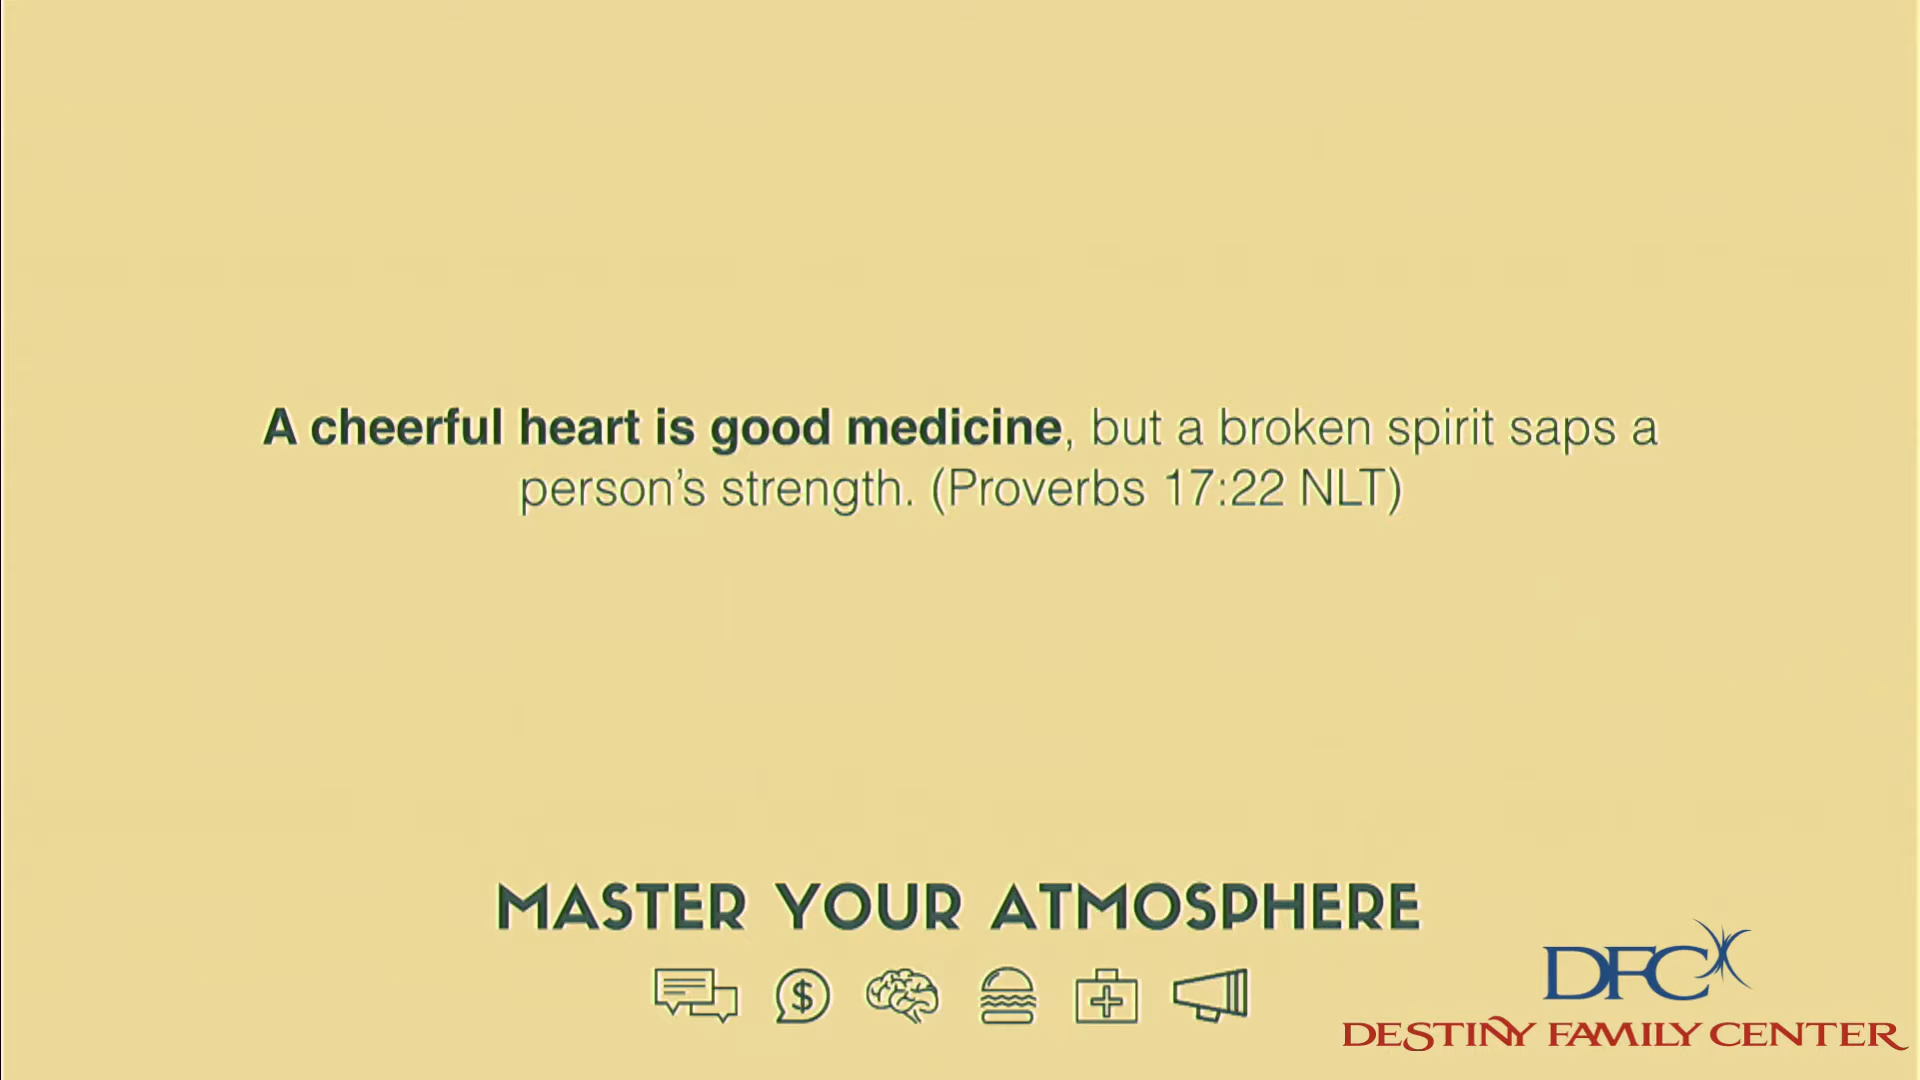 A cheerful heart is good medicine, but a broken spirit saps a
person’s strength. (Proverbs 17:22 NLT)
MASTER YOUR ATMOSPHERE
$
DFC
DESTINY FAMILY CENTER